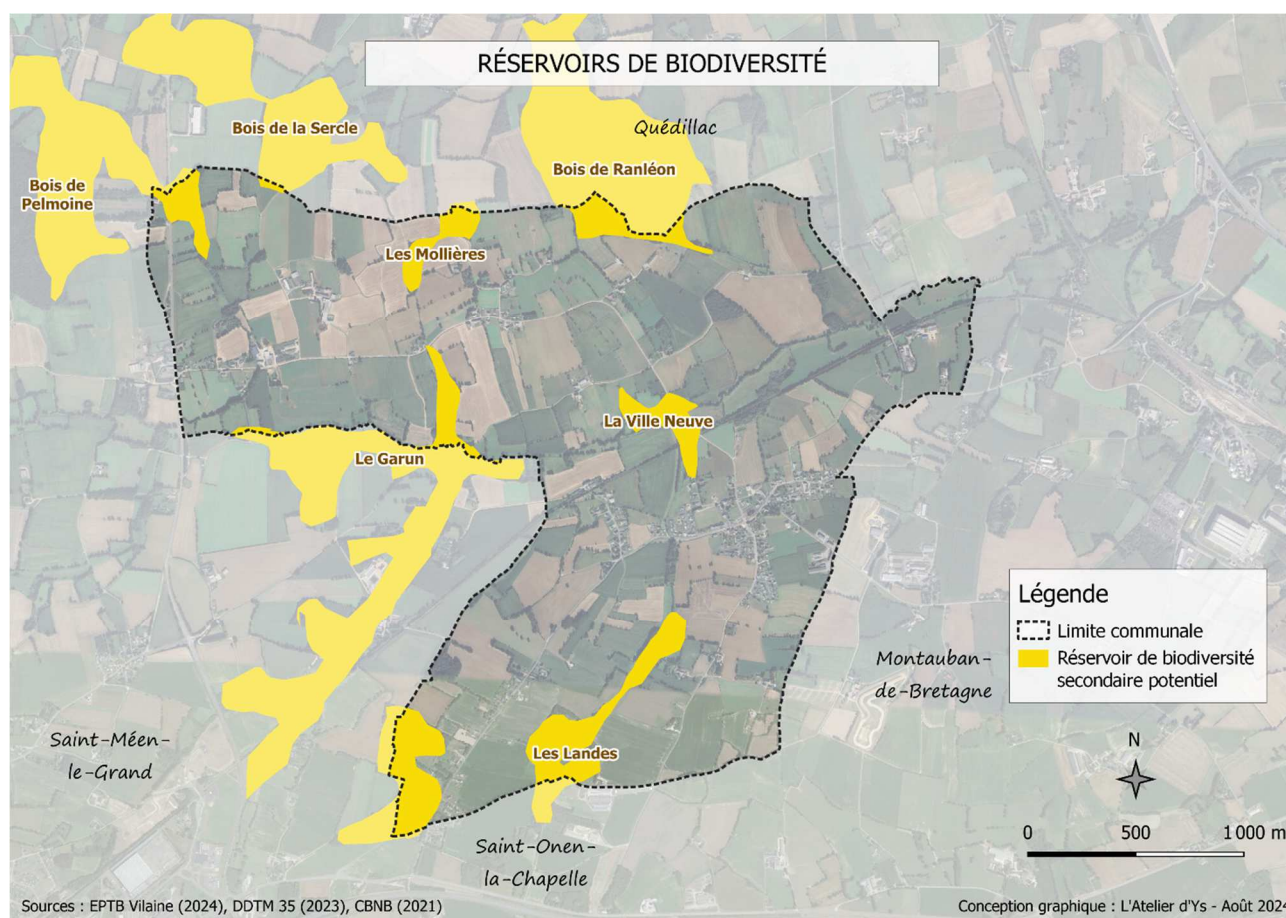 RÉSERVOIRS DE BIODIVERSITÉ
Quédillac
Bois de la Sercle
Bois de Ranléon
Bois de
Pelmoine
Les Mollières
La Ville Neuve
Le Garun
Légende
Limite communale
Réservoir de biodiversité
secondaire potentiel
Montauban-
de-Bretagne
Saint-Méen-
le-Grand
Les Landes
N
Saint-Onen-
la-Chapelle
0 500 1 000 m
Sources : EPTB Vilaine (2024), DDTM 35 (2023), CBNB (2021)
Conception graphique : L'Atelier d'Ys - Août 2024